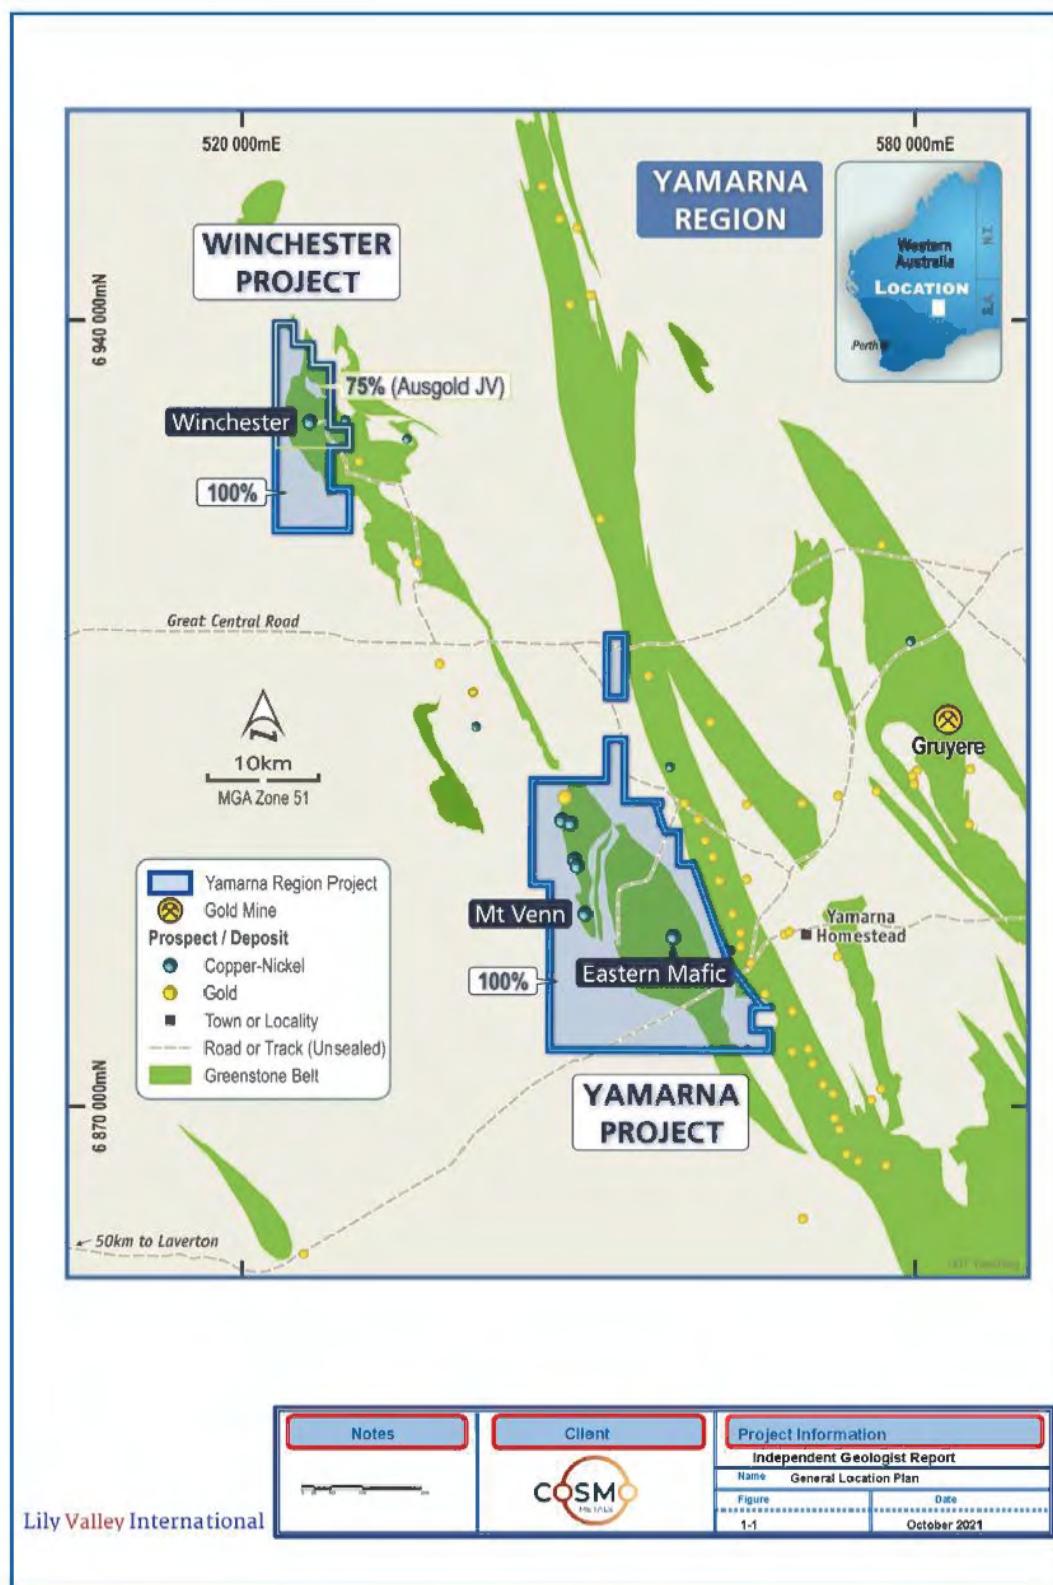 520 000mE
580 000mE
YAMARNA
REGION
WINCHESTER
PROJECT
Western
Australia
N.T.
LOCATION
S.A.
Perth
6 940 000mN
75% (Ausgold JV)
Winchester
100%
Great Central Road
Gruyere
10km
MGA Zone 51
Yamarna Region Project
Gold Mine
Prospect / Deposit
Copper-Nickel
Gold
Town or Locality
Road or Track (Unsealed)
Greenstone Belt
Mt Venn
Yamarna
Homestead
Eastern Mafic
100%
6 870 000mN
YAMARNA
PROJECT
50km to Laverton
Notes
Client
Project Information
Independent Geologist Report
Name General Location Plan
COSMO
METALS
Figure
Date
1-1
October 2021
Lily Valley International